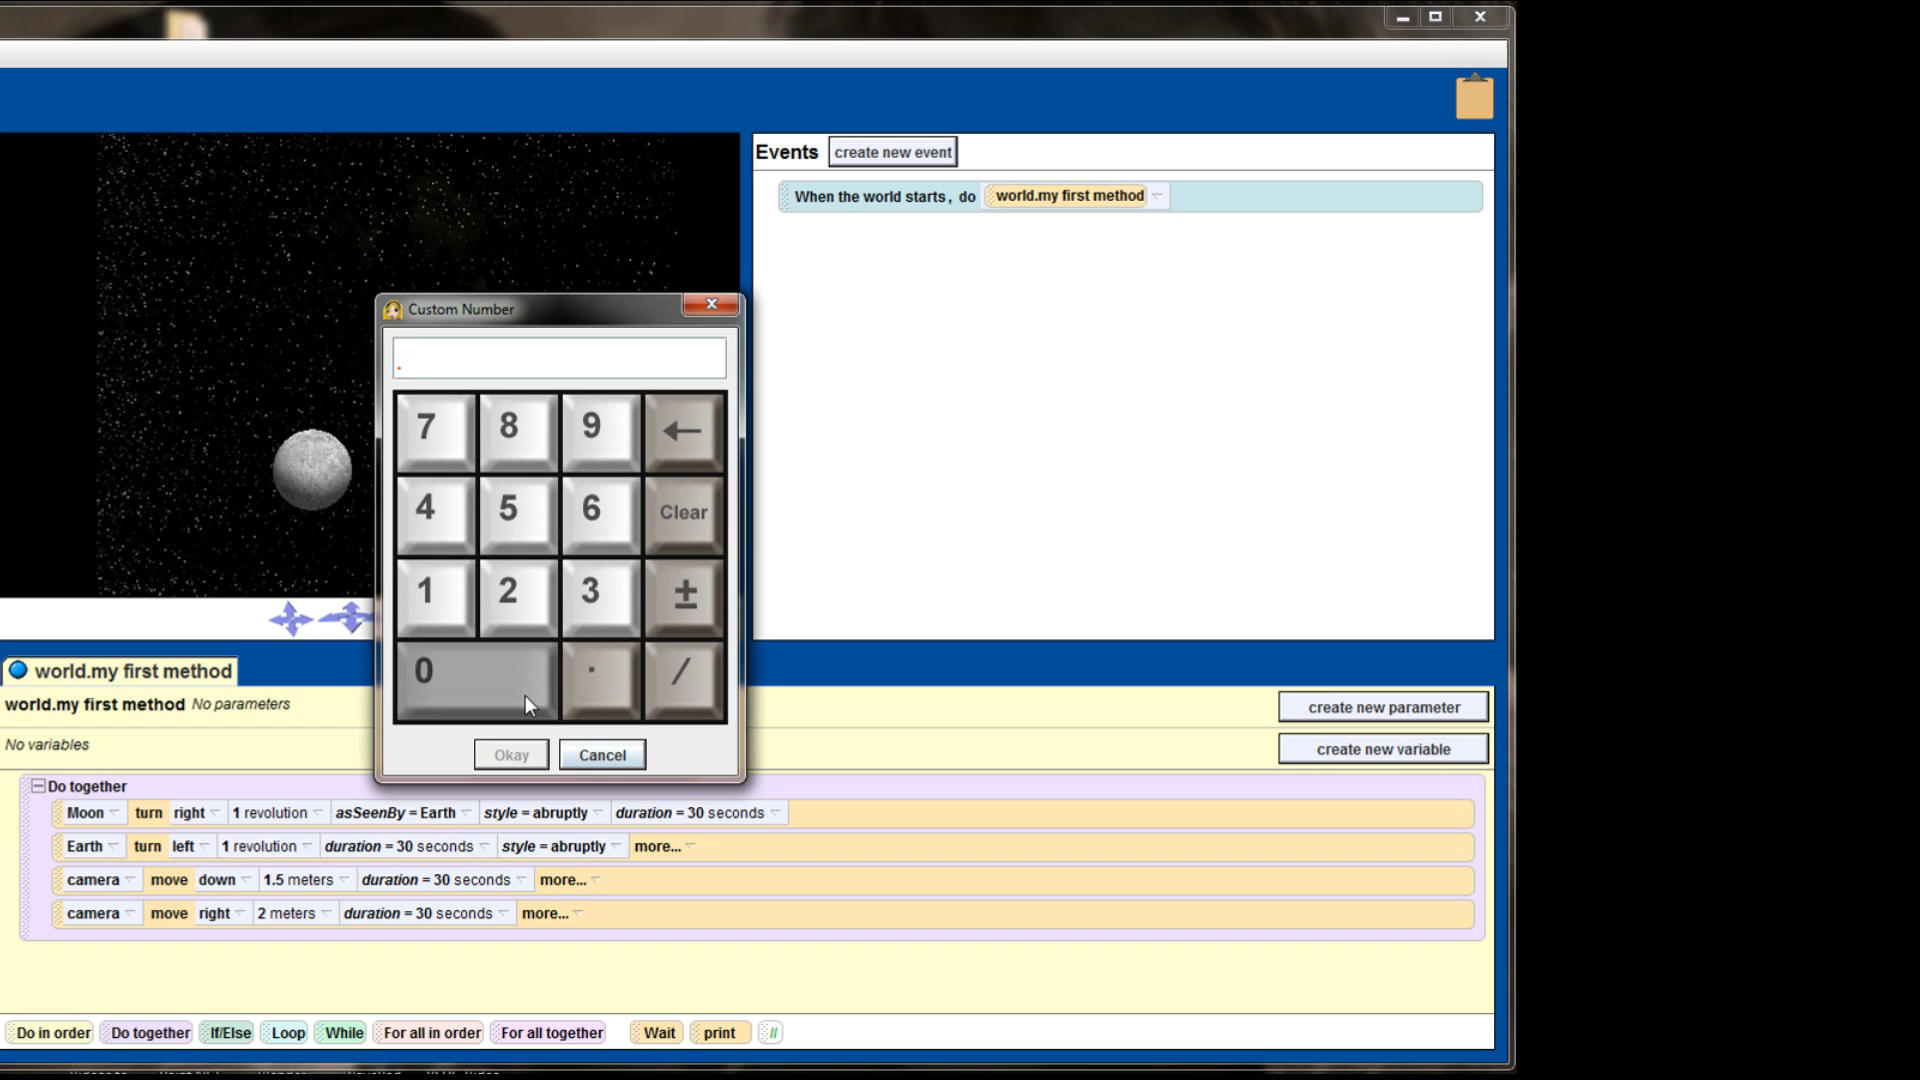 Events create new event
When the world starts, do world.my first method
Custom Number
.
7 8 9 ←
4 5 6 Clear
1 2 3 ±
0 . /
Okay Cancel
world.my first method
world.my first method No parameters
create new parameter
No variables
create new variable
Do together
Moon turn right 1 revolution asSeenBy = Earth style = abruptly duration = 30 seconds
Earth turn left 1 revolution duration = 30 seconds style = abruptly more...
camera move down 1.5 meters duration = 30 seconds more...
camera move right 2 meters duration = 30 seconds more...
Do in order Do together If/Else Loop While For all in order For all together Wait print //